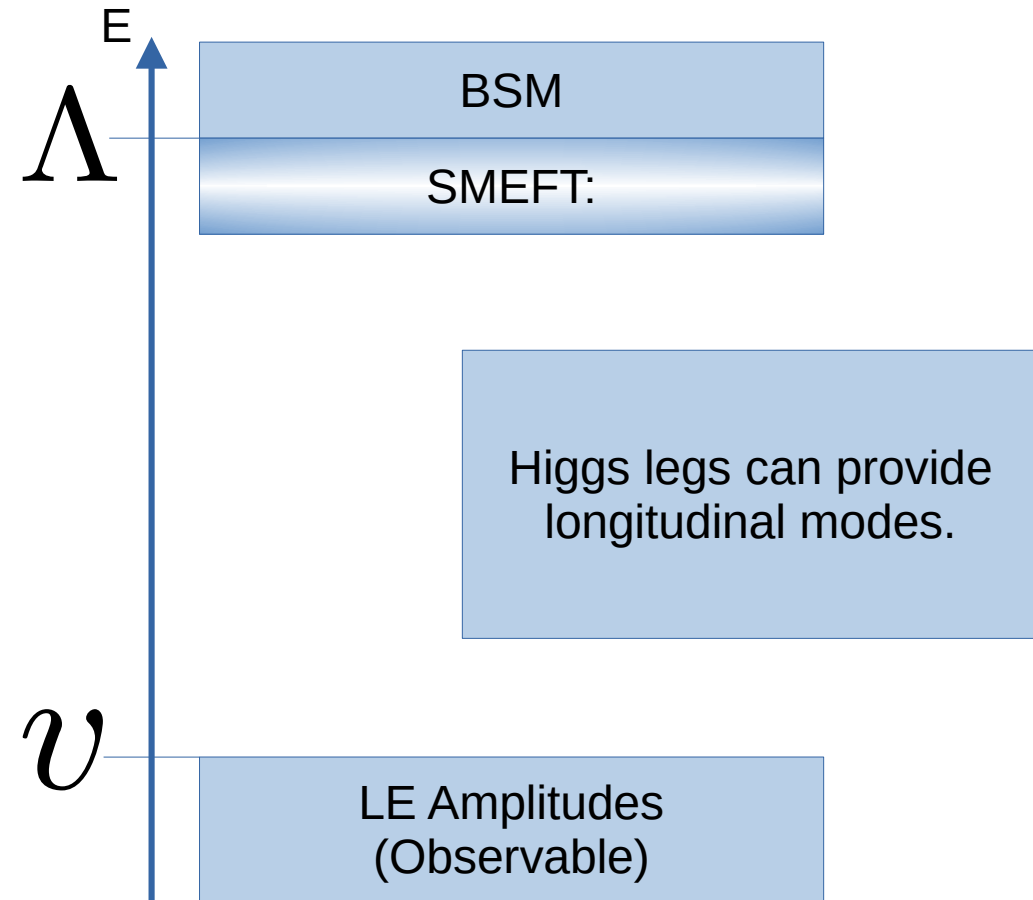 E
BSM
Λ
SMEFT:
Higgs legs can provide
longitudinal modes.
v
LE Amplitudes
(Observable)